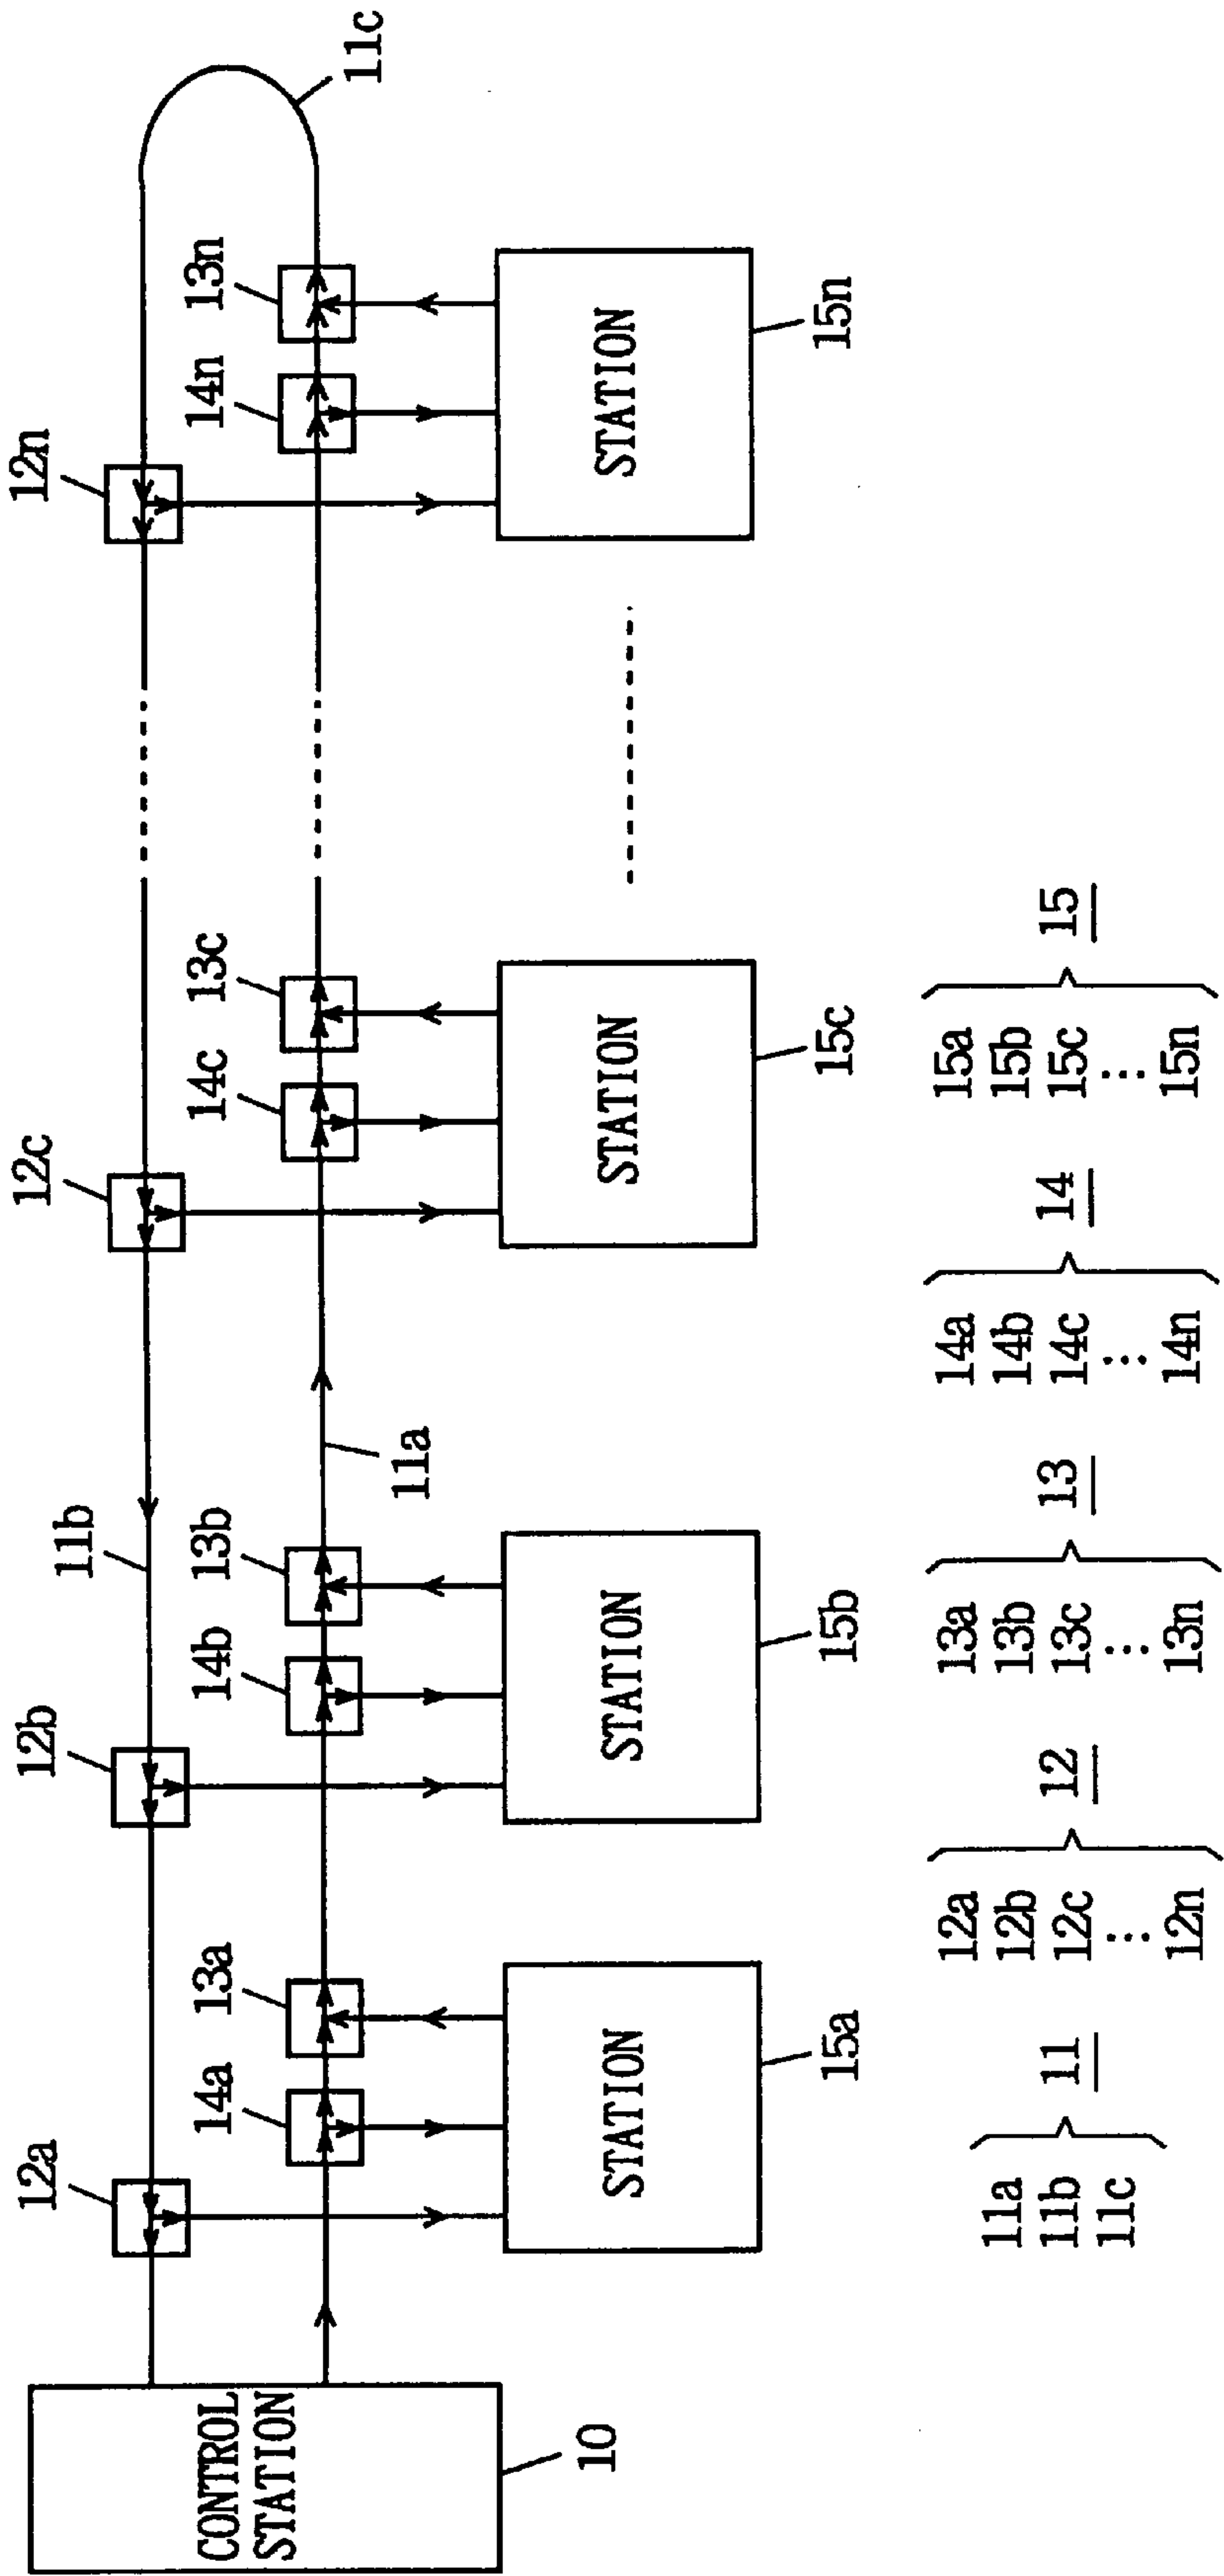 12a
12b
12c
12n
11b
11c
14a
13a
14b
13b
14c
13c
14n
13n
11a
CONTROL
STATION
10
STATION
15a
STATION
15b
STATION
15c
STATION
15n
11a
11b
11c
11
12a
12b
12c
⋮
12n
12
13a
13b
13c
⋮
13n
13
14a
14b
14c
⋮
14n
14
15a
15b
15c
⋮
15n
15